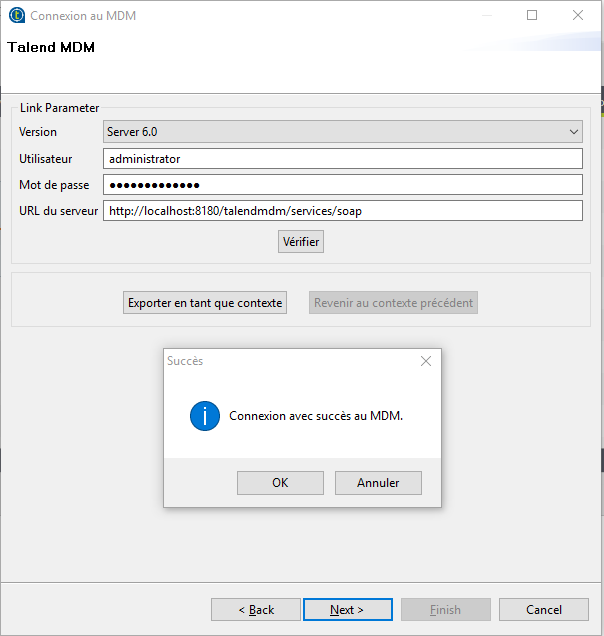 Connexion au MDM
Talend MDM
Link Parameter
Version Server 6.0
Utilisateur administrator
Mot de passe ●●●●●●●●●●●●●
URL du serveur http://localhost:8180/talendmdm/services/soap
Vérifier
Exporter en tant que contexte Revenir au contexte précédent
Succès
Connexion avec succès au MDM.
OK Annuler
< Back Next > Finish Cancel